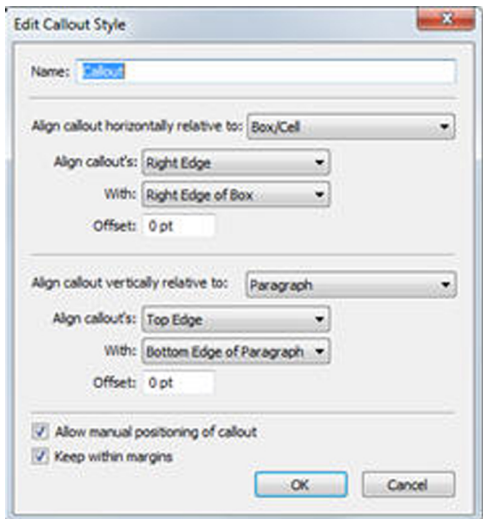 Edit Callout Style
Name: Callout
Align callout horizontally relative to: Box/Cell
Align callout's: Right Edge
With: Right Edge of Box
Offset: 0 pt
Align callout vertically relative to: Paragraph
Align callout's: Top Edge
With: Bottom Edge of Paragraph
Offset: 0 pt
Allow manual positioning of callout
Keep within margins
OK Cancel